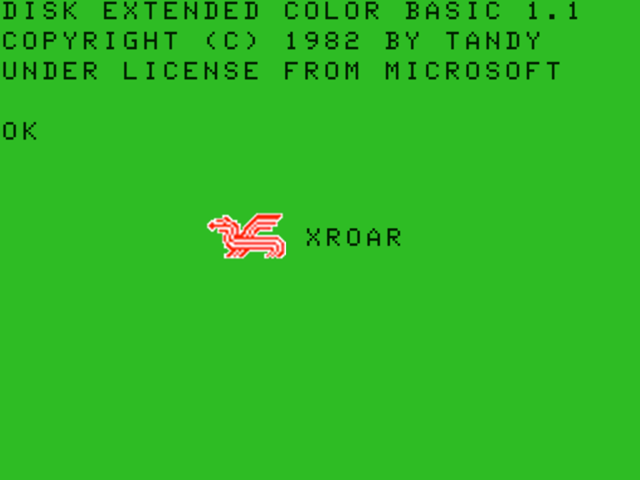 DISK EXTENDED COLOR BASIC 1.1
COPYRIGHT (C) 1982 BY TANDY
UNDER LICENSE FROM MICROSOFT
OK
XROAR